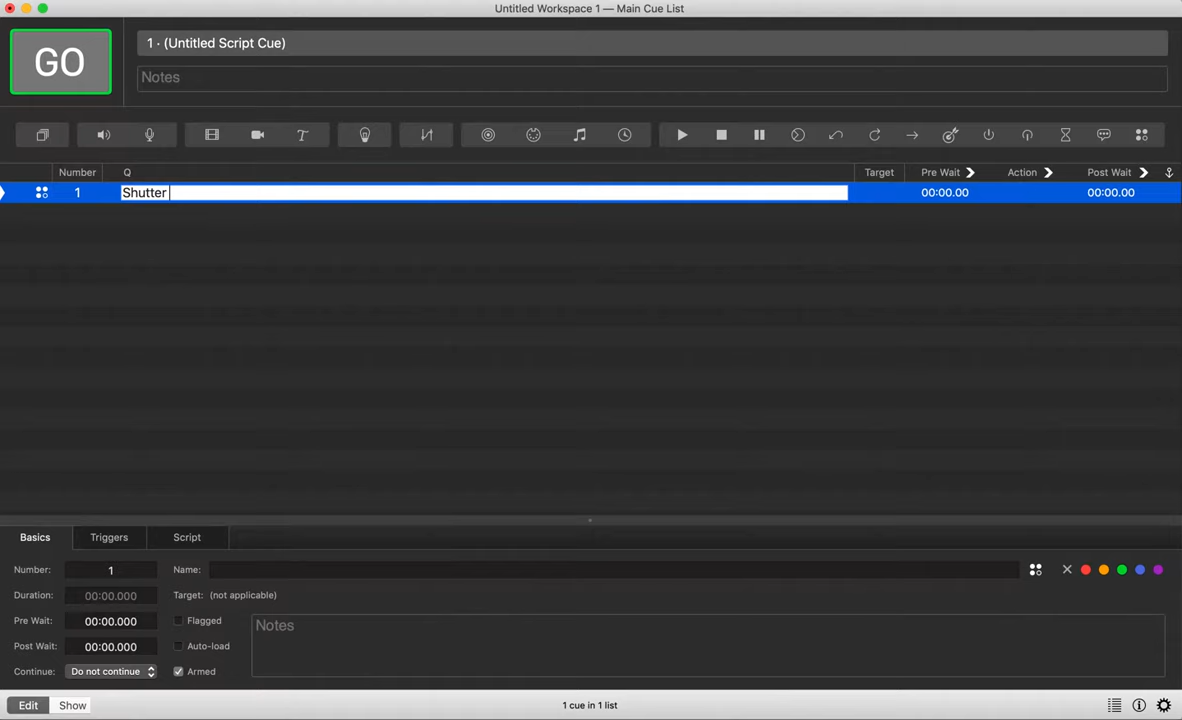 Untitled Workspace 1 — Main Cue List
GO
1 · (Untitled Script Cue)
Notes
Number Q Target Pre Wait Action Post Wait
1 Shutter 00:00.00 00:00.00
Basics Triggers Script
Number: 1 Name:
Duration: 00:00.000 Target: (not applicable)
Pre Wait: 00:00.000 Flagged Notes
Post Wait: 00:00.000 Auto-load
Continue: Do not continue Armed
Edit Show 1 cue in 1 list